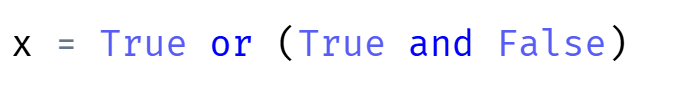 x = True or (True and False)